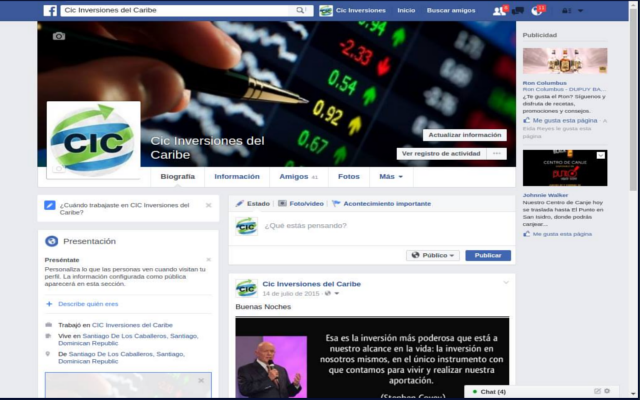 Cic Inversiones del Caribe
Cic Inversiones
Inicio
Buscar amigos
0.94
2.33
0.54
0.92
0.67
CIC
Cic Inversiones del
Caribe
Actualizar información
Ver registro de actividad
Biografía
Información
Amigos
Fotos
Más
¿Cuándo trabajaste en CIC Inversiones del
Caribe?
Presentación
Preséntate
Personaliza lo que las personas ven cuando visitan tu
perfil. La información configurada como pública
aparecerá en esta sección.
+ Describe quién eres
Trabajó en CIC Inversiones del Caribe
Vive en Santiago De Los Caballeros, Santiago,
Dominican Republic
De Santiago De Los Caballeros, Santiago,
Dominican Republic
Estado
Foto/video
Acontecimiento importante
CIC
¿Qué estás pensando?
Público
Publicar
CIC
Cic Inversiones del Caribe
14 de julio de 2015
Buenas Noches
Esa es la inversión más poderosa que está a
nuestro alcance en la vida: la inversión en
nosotros mismos, en el único instrumento con
que contamos para vivir y realizar nuestra
aportación.
(Stephen Covey)
Publicidad
Ron Columbus
Ron Columbus - DUPUY BA...
¿Te gusta el Ron? Síguenos y
disfruta de recetas,
promociones y consejos.
Me gusta esta página · A
Esda Reyes le gusta esta
página
CENTRO DE CANJE
Johnnie Walker
Nuestro Centro de Canje hoy
se traslada hasta El Punto en
San Isidro, donde podrás
canjear...
Me gusta esta página
Chat (4)